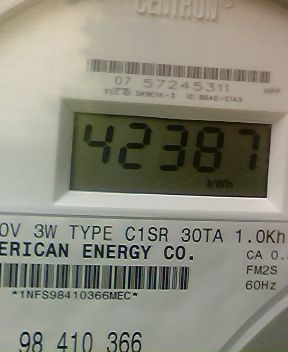 CENTRON
07 57245311
42387
kWh
0V 3W TYPE C1SR 30TA 1.0Kh
ERICAN ENERGY CO.
CA 0.
FM2S
*1NFS98410366MEC*
60Hz
98 410 366